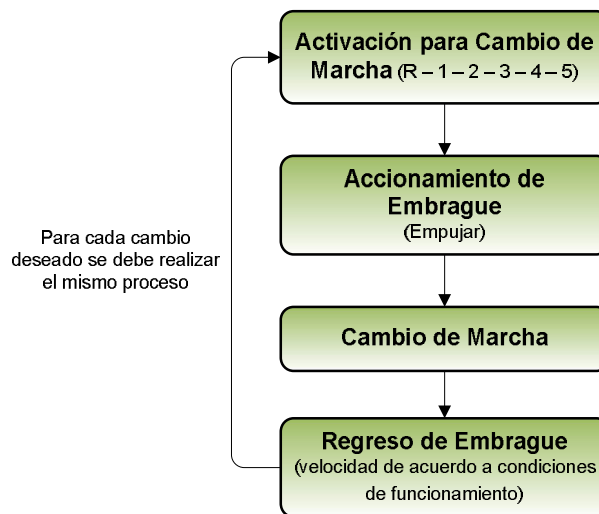 Activación para Cambio de
Marcha (R – 1 – 2 – 3 – 4 – 5)
Accionamiento de
Embrague
(Empujar)
Para cada cambio
deseado se debe realizar
el mismo proceso
Cambio de Marcha
Regreso de Embrague
(velocidad de acuerdo a condiciones
de funcionamiento)